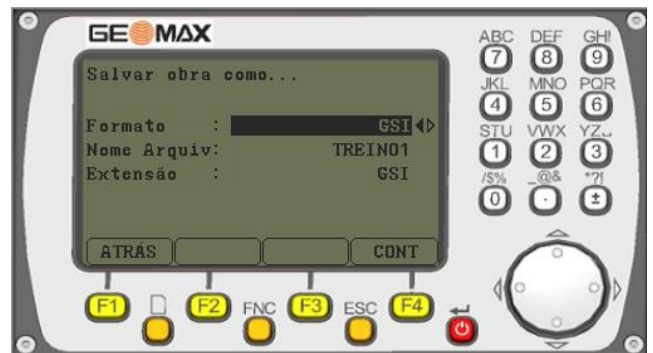 GEOMAX
Salvar obra como...
Formato : GSI
Nome Arquiv: TREINO1
Extensão : GSI
ATRÁS CONT
F1 F2 FNC F3 ESC F4
ABC DEF GHI
7 8 9
JKL MNO PQR
4 5 6
STU VWX YZ
1 2 3
/$% _@& *?!
0 . ±